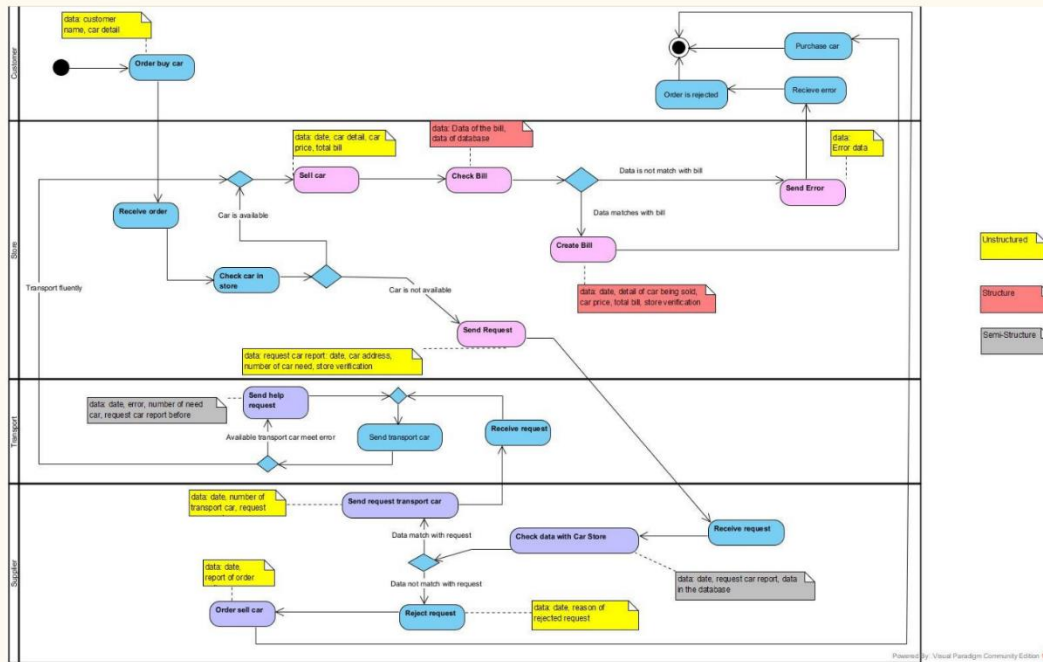 Customer
data: customer
name, car detail
Order buy car
Purchase car
Order is rejected
Recieve error
Store
data: date, car detail, car
price, total bill
data: Data of the bill,
data of database
data:
Error data
Sell car
Check Bill
Data is not match with bill
Send Error
Receive order
Car is available
Data matches with bill
Create Bill
Check car in
store
Transport fluently
Car is not available
data: date, detail of car being sold,
car price, total bill, store verification
Send Request
data: request car report: date, car address,
number of car need, store verification
Unstructured
Structure
Semi-Structure
Transport
Send help
request
data: date, error, number of need
car, request car report before
Available transport car meet error
Send transport car
Receive request
Supplier
data: date, number of
transport car, request
Send request transport car
Data match with request
Check data with Car Store
Receive request
data: date,
report of order
Data not match with request
data: date, request car report, data
in the database
Order sell car
Reject request
data: date, reason of
rejected request
Powered By: Visual Paradigm Community Edition